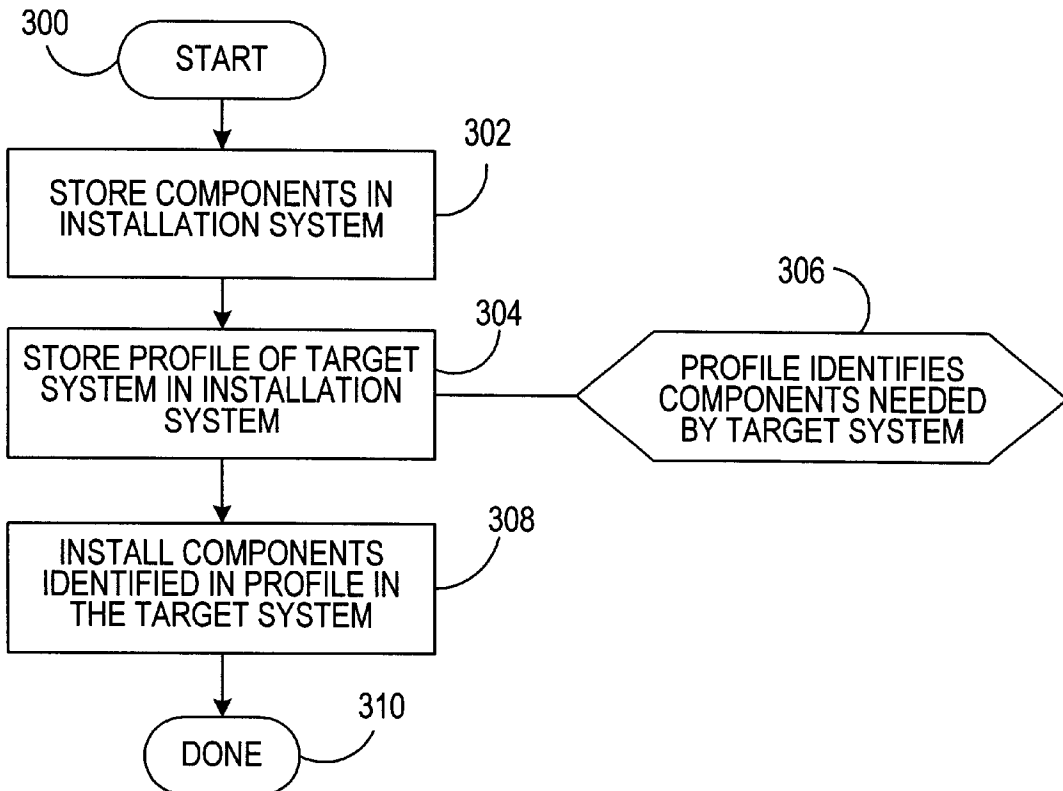 300
START
302
STORE COMPONENTS IN
INSTALLATION SYSTEM
304
STORE PROFILE OF TARGET
SYSTEM IN INSTALLATION
SYSTEM
306
PROFILE IDENTIFIES
COMPONENTS NEEDED
BY TARGET SYSTEM
308
INSTALL COMPONENTS
IDENTIFIED IN PROFILE IN
THE TARGET SYSTEM
310
DONE